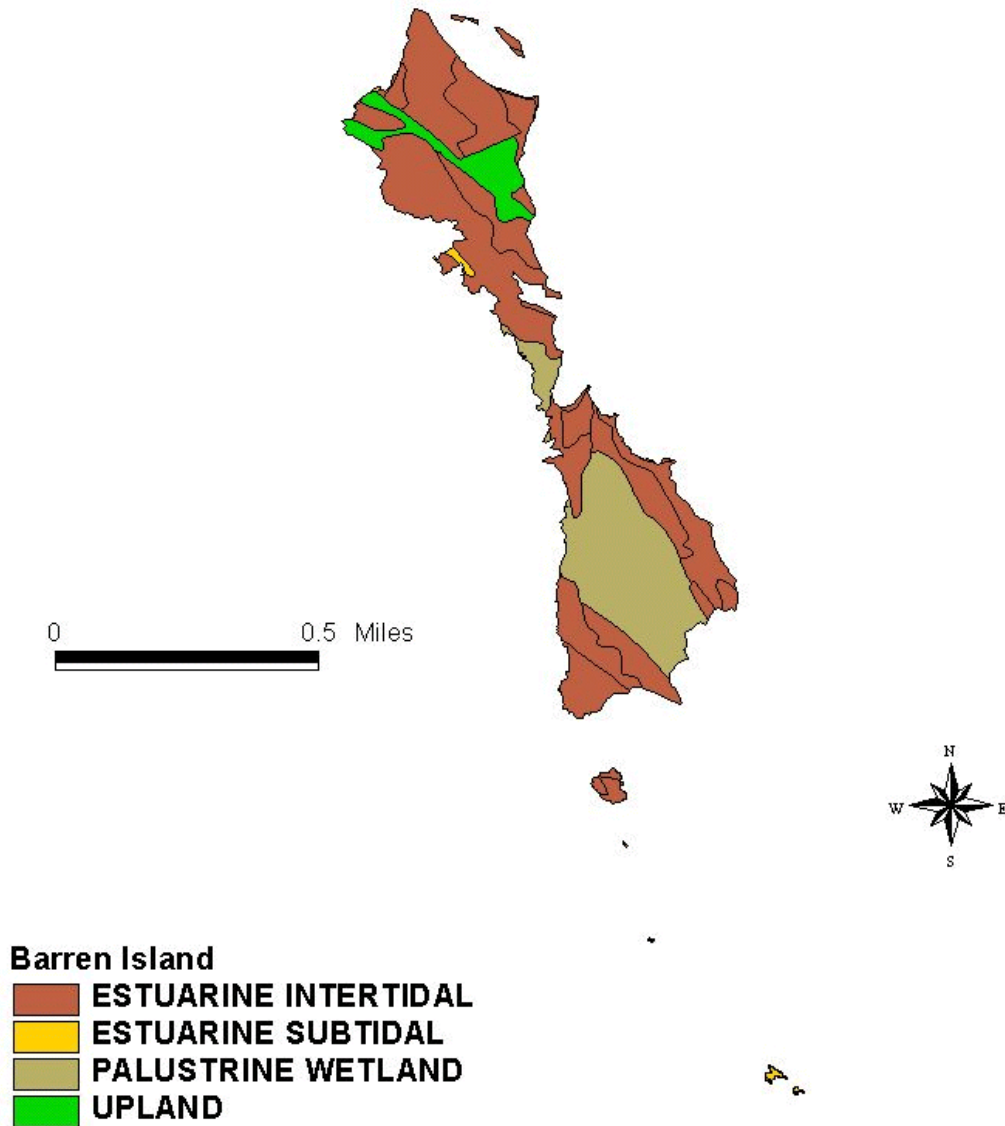 0 0.5 Miles
N
W E
S
Barren Island
ESTUARINE INTERTIDAL
ESTUARINE SUBTIDAL
PALUSTRINE WETLAND
UPLAND